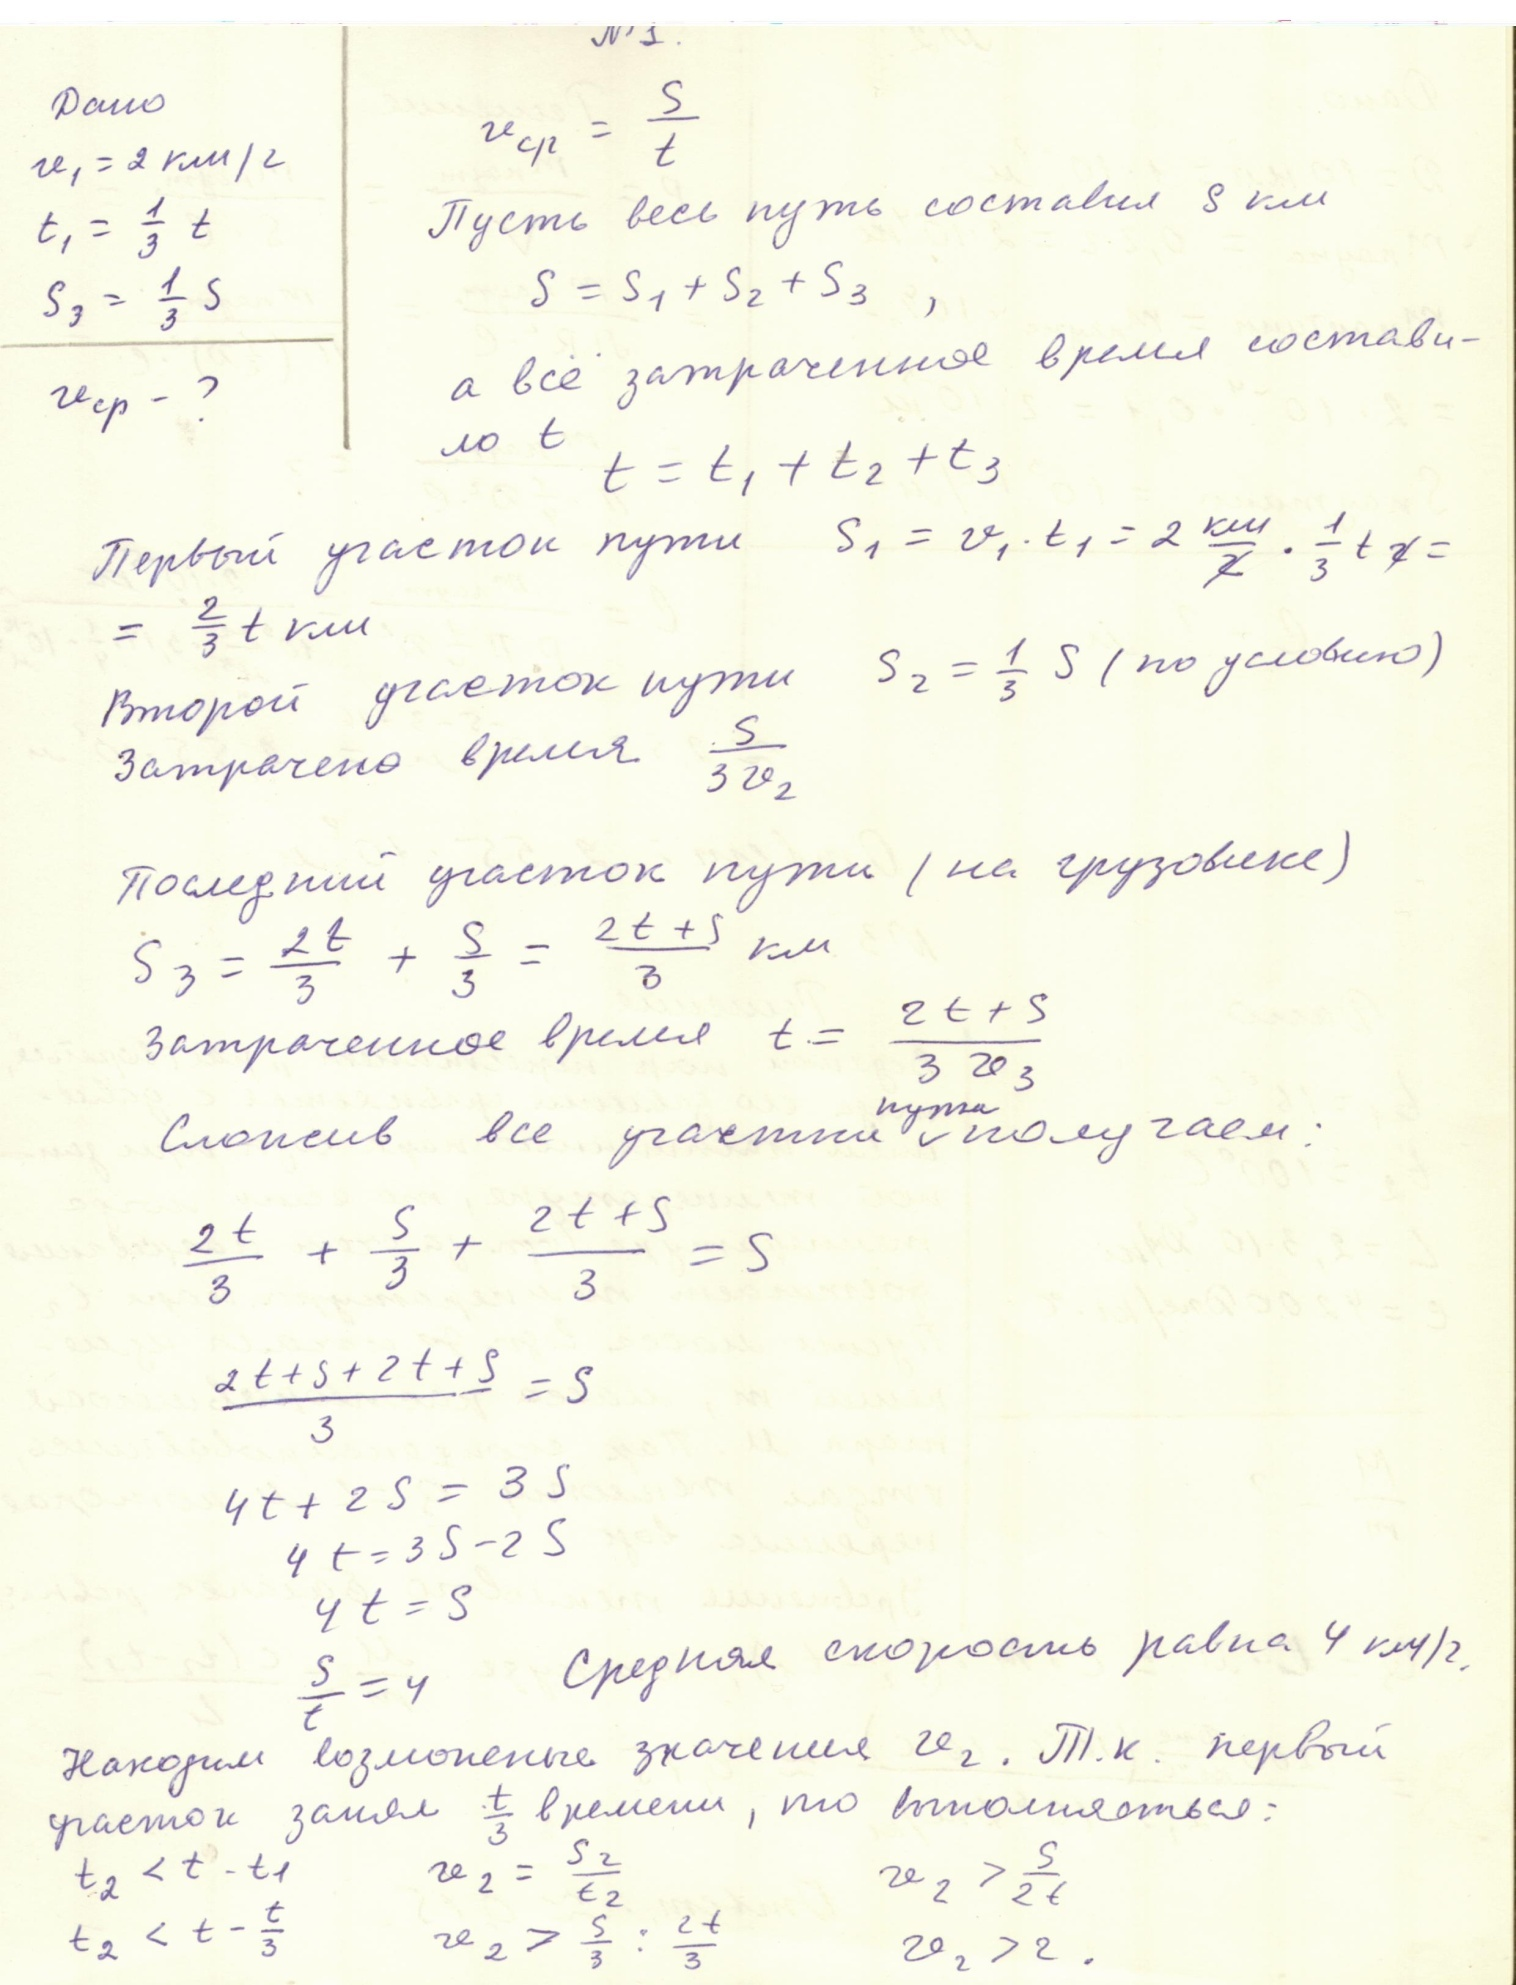 №1.
Дано
v₁ = 2 км/ч
t₁ = 1/3 t
S₃ = 1/3 S
vср - ?
vср = S/t
Пусть весь путь составил S км
S = S₁ + S₂ + S₃ ,
а всё затраченное время состави-
ло t
t = t₁ + t₂ + t₃
Первый участок пути S₁ = v₁ · t₁ = 2 км/ч · 1/3 t ч =
= 2/3 t км
Второй участок пути S₂ = 1/3 S (по условию)
Затрачено время S/3v₂
Последний участок пути (на грузовике)
S₃ = 2t/3 + S/3 = (2t+S)/3 км
Затраченное время t = (2t+S)/3v₃
Сложив все участки пути получаем:
2t/3 + S/3 + (2t+S)/3 = S
(2t+S+2t+S)/3 = S
4t + 2S = 3S
4t = 3S - 2S
4t = S
S/t = 4 Средняя скорость равна 4 км/ч.
Находим возможные значения v₂. Т.к. первый
участок занял t/3 времени, то выполняеться:
t₂ < t - t₁ v₂ = S₂/t₂ v₂ > S/2t
t₂ < t - t/3 v₂ > S/3 : 2t/3 v₂ > 2 .